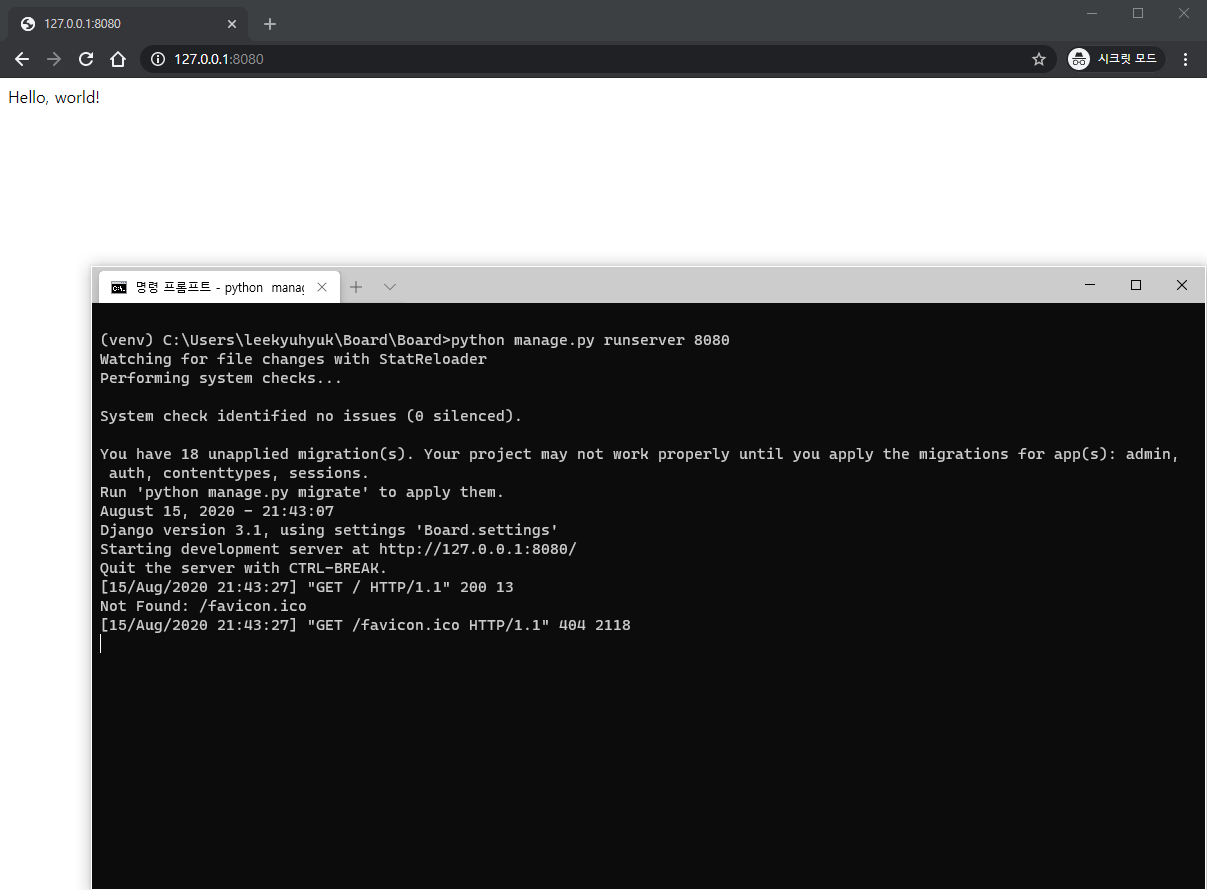 127.0.0.1:8080
127.0.0.1:8080
시크릿 모드
Hello, world!
명령 프롬프트 - python manag
(venv) C:\Users\leekyuhyuk\Board\Board>python manage.py runserver 8080
Watching for file changes with StatReloader
Performing system checks...
System check identified no issues (0 silenced).
You have 18 unapplied migration(s). Your project may not work properly until you apply the migrations for app(s): admin,
auth, contenttypes, sessions.
Run 'python manage.py migrate' to apply them.
August 15, 2020 - 21:43:07
Django version 3.1, using settings 'Board.settings'
Starting development server at http://127.0.0.1:8080/
Quit the server with CTRL-BREAK.
[15/Aug/2020 21:43:27] "GET / HTTP/1.1" 200 13
Not Found: /favicon.ico
[15/Aug/2020 21:43:27] "GET /favicon.ico HTTP/1.1" 404 2118